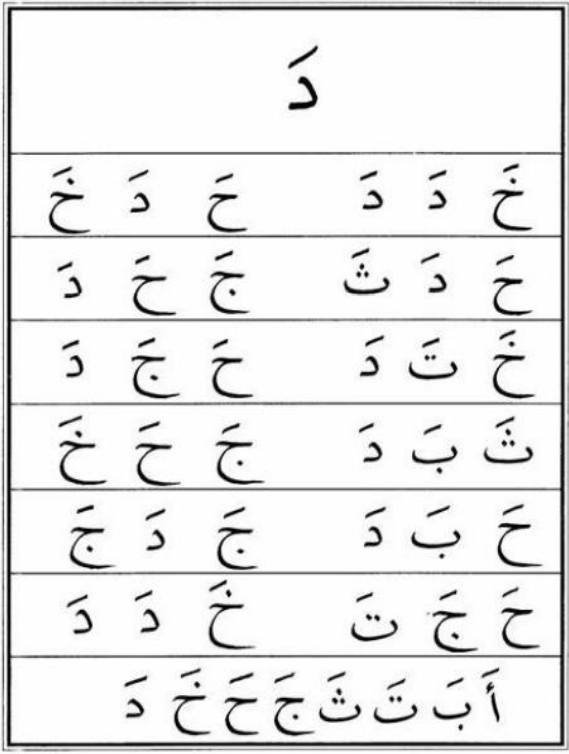 دَ
خَ دَ دَ حَ دَ خَ
حَ دَ ثَ جَ حَ دَ
خَ تَ دَ حَ جَ دَ
ثَ بَ دَ جَ حَ خَ
حَ بَ دَ جَ دَ جَ
حَ جَ تَ خَ دَ دَ
أَ بَ تَ ثَ جَ حَ خَ دَ